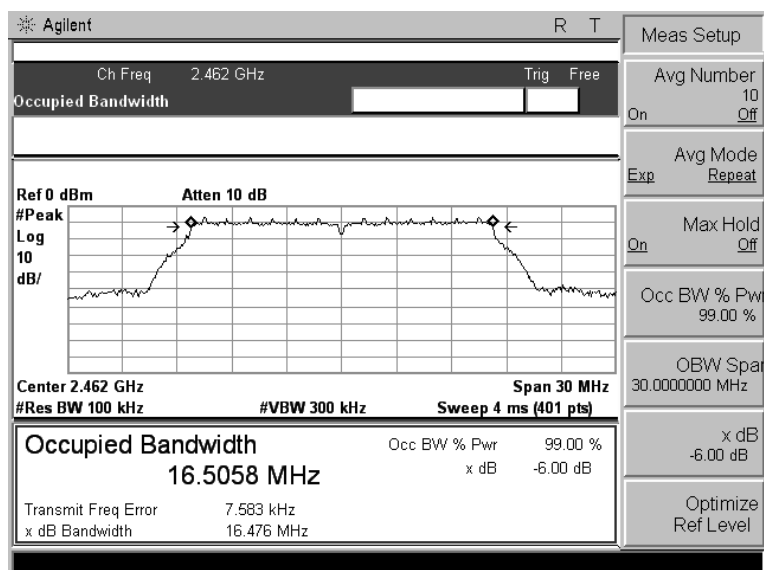 Agilent R T
Ch Freq 2.462 GHz Trig Free
Occupied Bandwidth
Ref 0 dBm Atten 10 dB
#Peak
Log
10
dB/
Center 2.462 GHz Span 30 MHz
#Res BW 100 kHz #VBW 300 kHz Sweep 4 ms (401 pts)
Occupied Bandwidth
16.5058 MHz
Occ BW % Pwr 99.00 %
x dB -6.00 dB
Transmit Freq Error 7.583 kHz
x dB Bandwidth 16.476 MHz
Meas Setup
Avg Number
10
On Off
Avg Mode
Exp Repeat
Max Hold
On Off
Occ BW % Pwr
99.00 %
OBW Span
30.0000000 MHz
x dB
-6.00 dB
Optimize
Ref Level